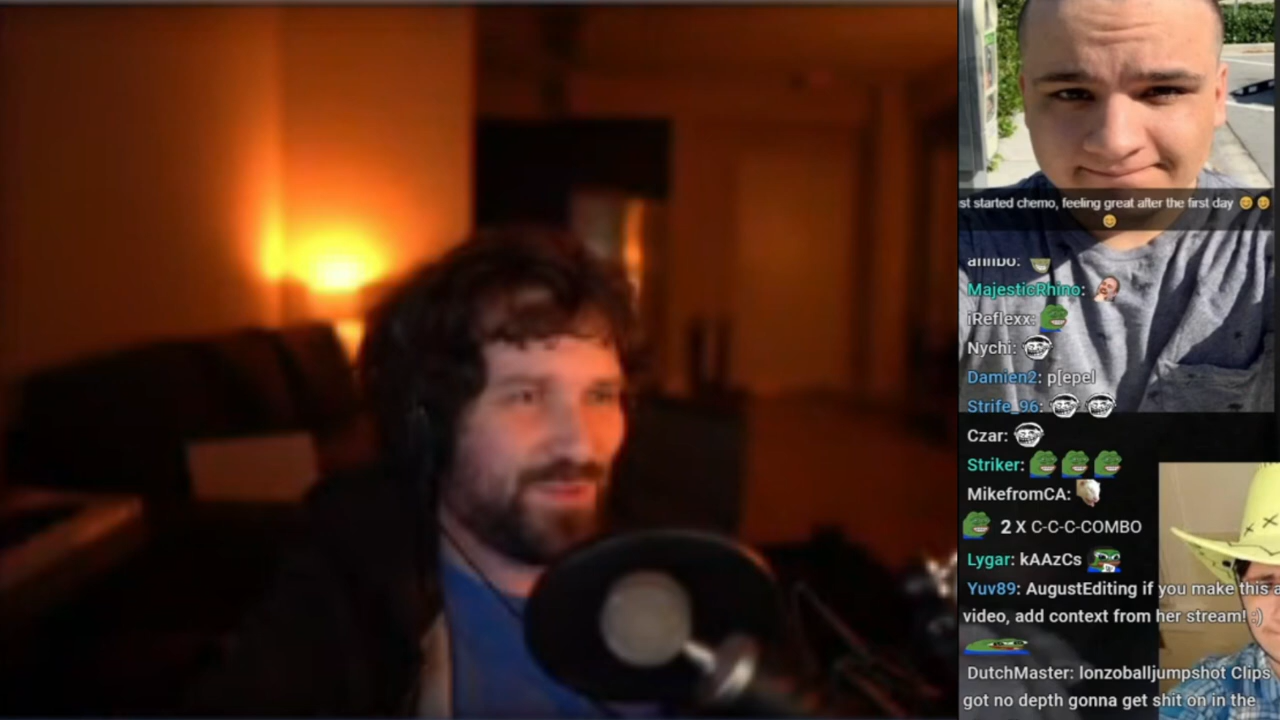 st started chemo, feeling great after the first day
annbo:
MajesticRhino:
iReflexx:
Nychi:
Damien2: p[epel
Strife_96:
Czar:
Striker:
MikefromCA:
2 X C-C-C-COMBO
Lygar: kAAzCs
Yuv89: AugustEditing if you make this a
video, add context from her stream! :)
DutchMaster: lonzoballjumpshot Clips
got no depth gonna get shit on in the